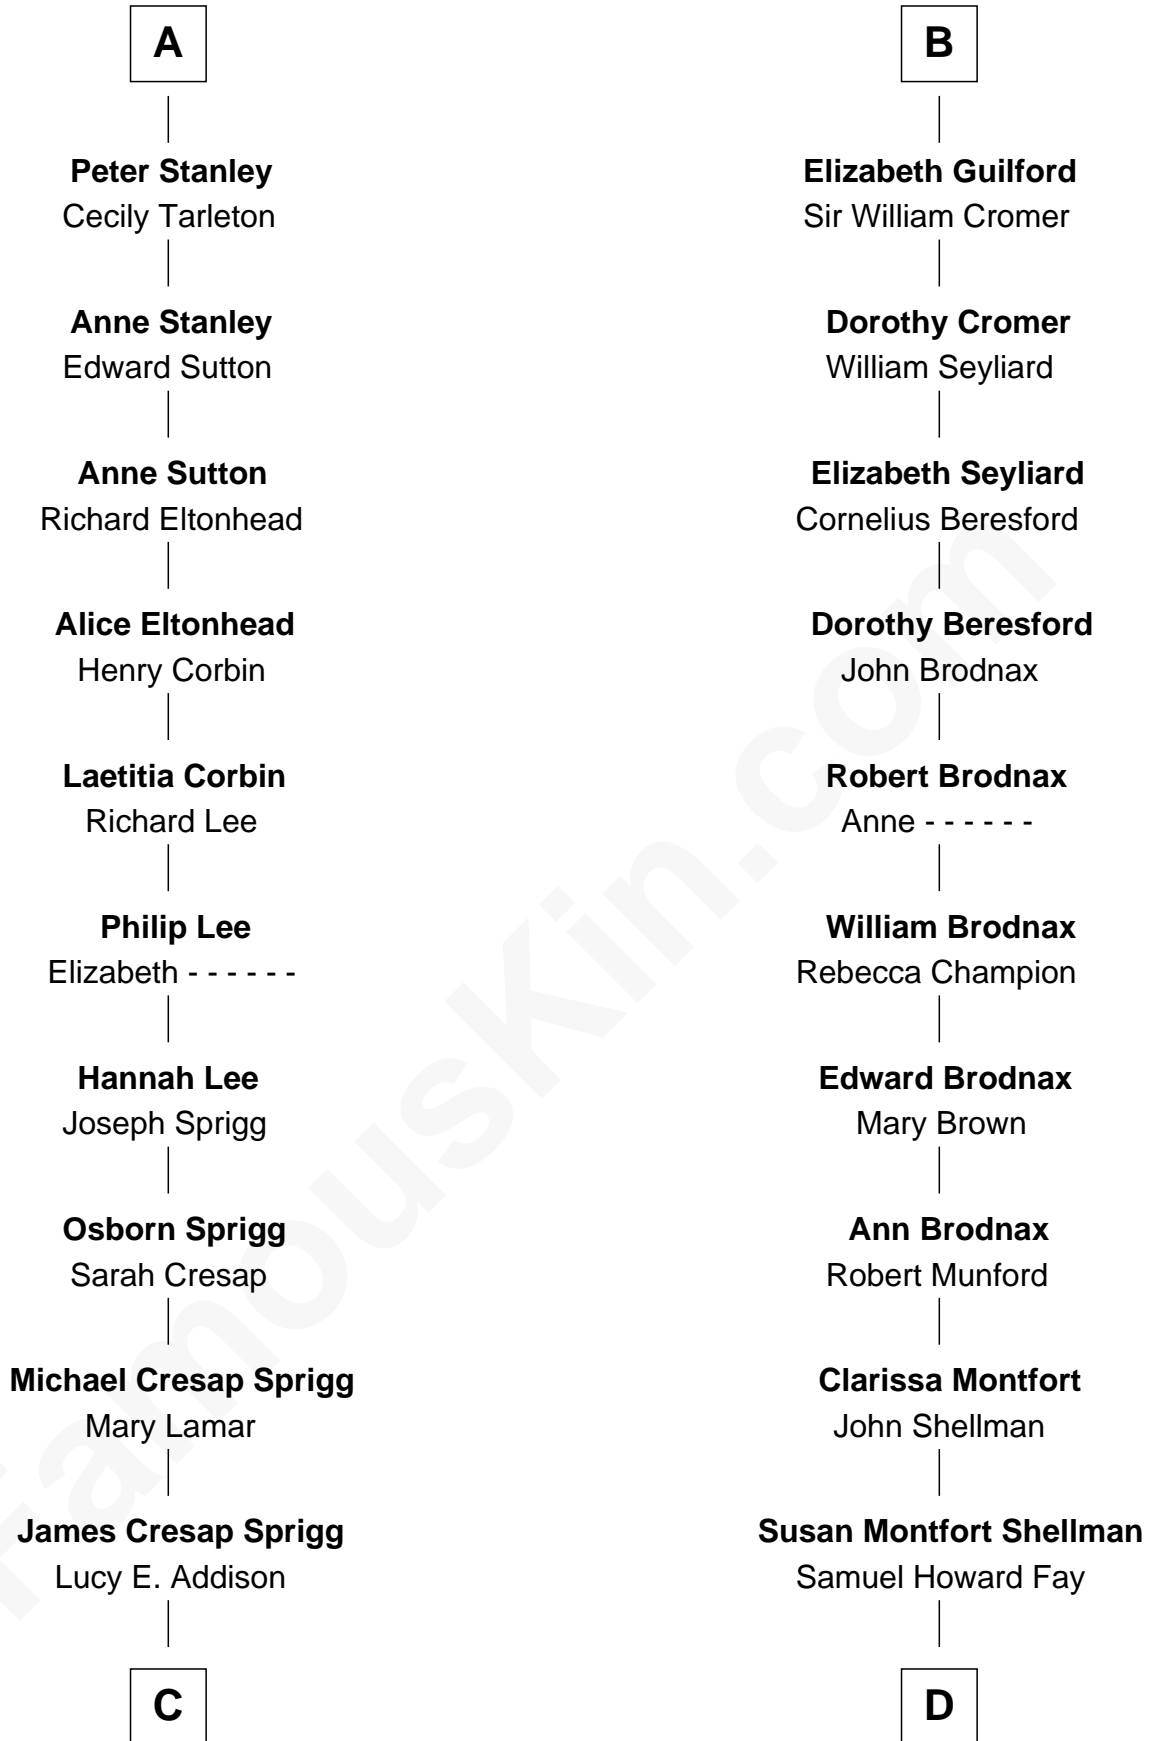 A
Peter Stanley
Cecily Tarleton
Anne Stanley
Edward Sutton
Anne Sutton
Richard Eltonhead
Alice Eltonhead
Henry Corbin
Laetitia Corbin
Richard Lee
Philip Lee
Elizabeth - - - - - -
Hannah Lee
Joseph Sprigg
Osborn Sprigg
Sarah Cresap
Michael Cresap Sprigg
Mary Lamar
James Cresap Sprigg
Lucy E. Addison
C
B
Elizabeth Guilford
Sir William Cromer
Dorothy Cromer
William Seyliard
Elizabeth Seyliard
Cornelius Beresford
Dorothy Beresford
John Brodnax
Robert Brodnax
Anne - - - - - -
William Brodnax
Rebecca Champion
Edward Brodnax
Mary Brown
Ann Brodnax
Robert Munford
Clarissa Montfort
John Shellman
Susan Montfort Shellman
Samuel Howard Fay
D
FamousKin.com